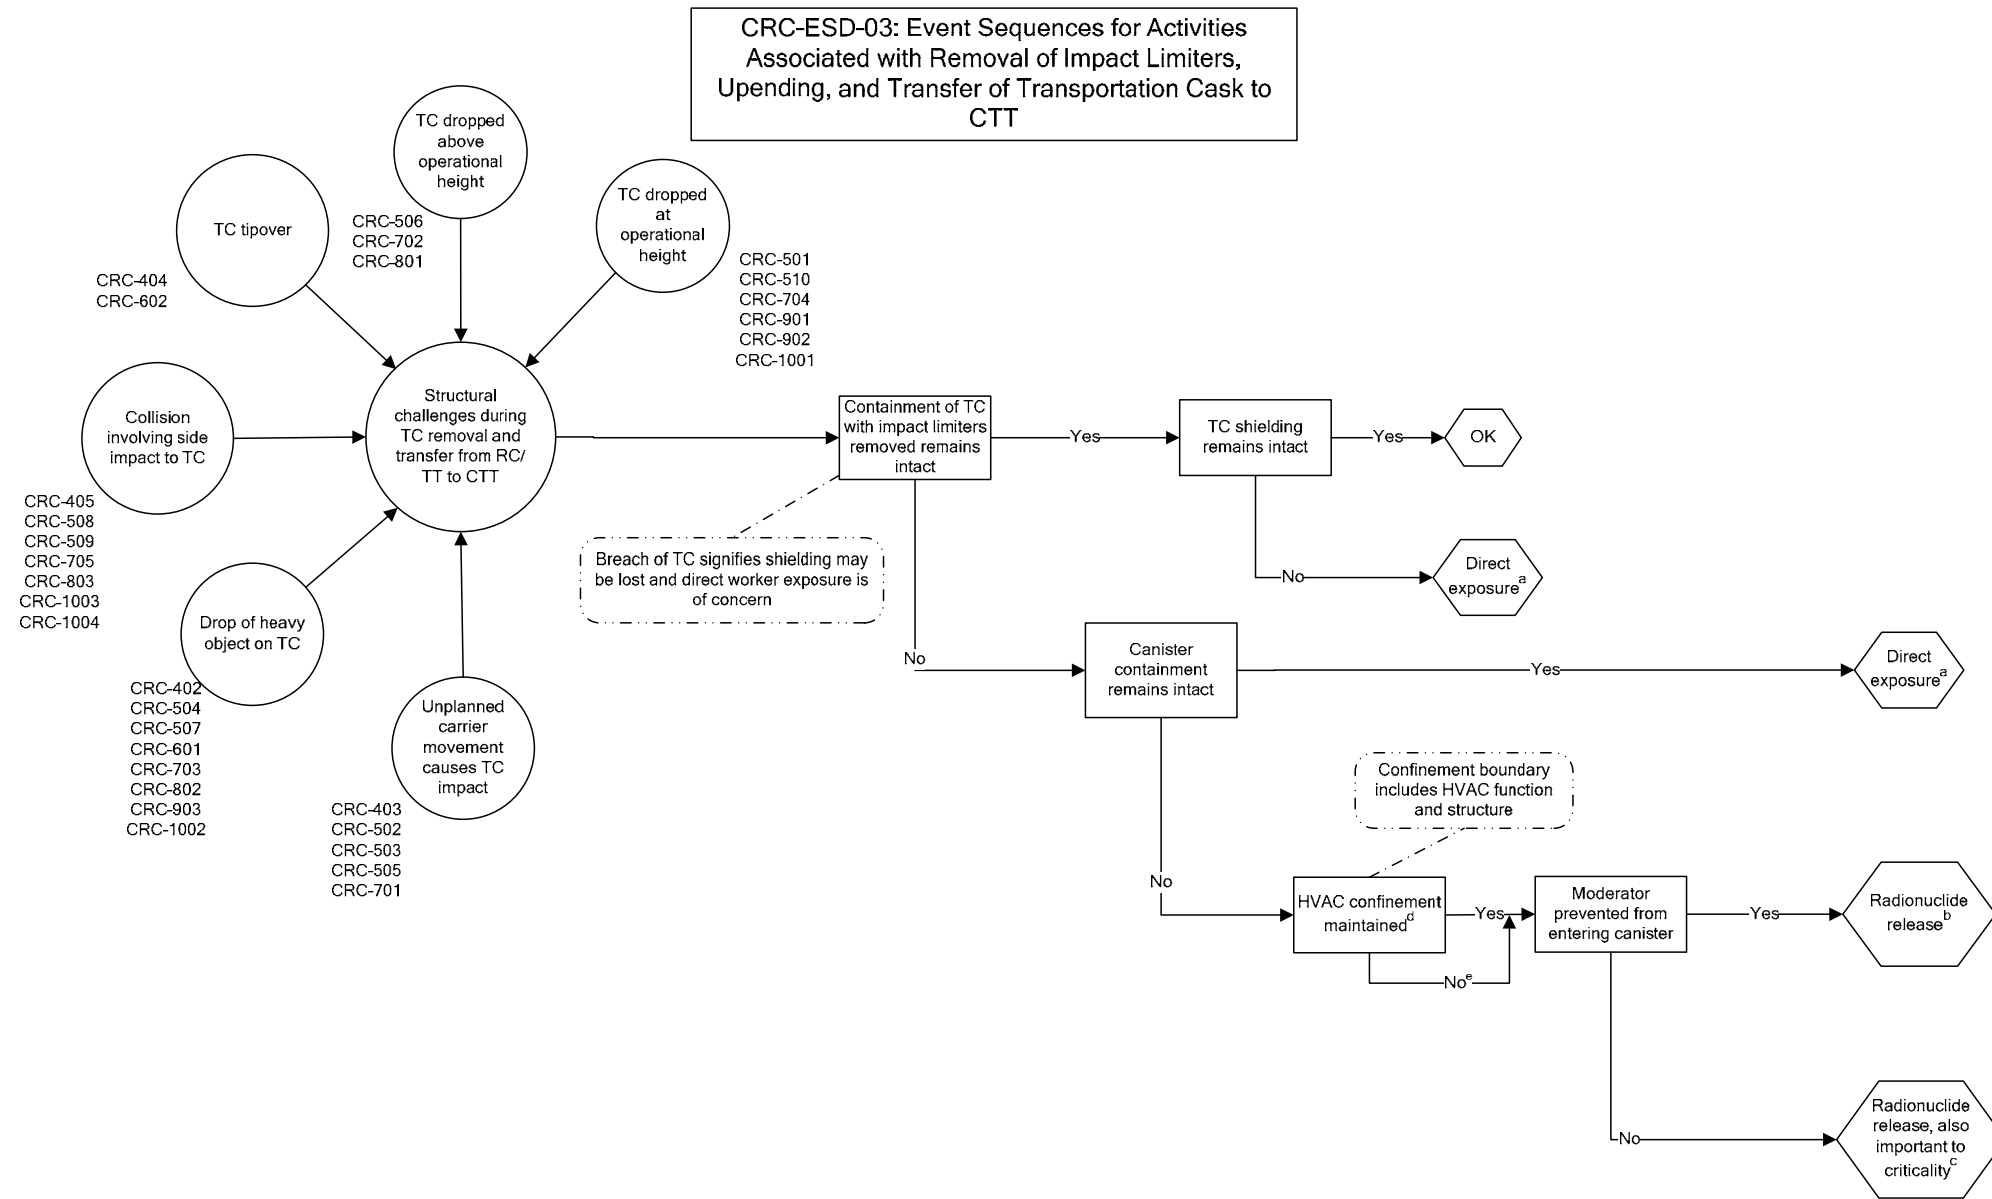 CRC-ESD-03: Event Sequences for Activities
Associated with Removal of Impact Limiters,
Upending, and Transfer of Transportation Cask to
CTT
TC dropped
above
operational
height
CRC-506
CRC-702
CRC-801
TC tipover
CRC-404
CRC-602
TC dropped
at
operational
height
CRC-501
CRC-510
CRC-704
CRC-901
CRC-902
CRC-1001
Collision
involving side
impact to TC
CRC-405
CRC-508
CRC-509
CRC-705
CRC-803
CRC-1003
CRC-1004
Structural
challenges during
TC removal and
transfer from RC/
TT to CTT
Drop of heavy
object on TC
CRC-402
CRC-504
CRC-507
CRC-601
CRC-703
CRC-802
CRC-903
CRC-1002
Unplanned
carrier
movement
causes TC
impact
CRC-403
CRC-502
CRC-503
CRC-505
CRC-701
Containment of TC
with impact limiters
removed remains
intact
Yes
TC shielding
remains intact
Yes
OK
No
Direct
exposure a
Breach of TC signifies shielding may
be lost and direct worker exposure is
of concern
No
Canister
containment
remains intact
Yes
Direct
exposure a
Confinement boundary
includes HVAC function
and structure
No
HVAC confinement
maintained d
Yes
No e
Moderator
prevented from
entering canister
Yes
Radionuclide
release b
No
Radionuclide
release, also
important to
criticality c